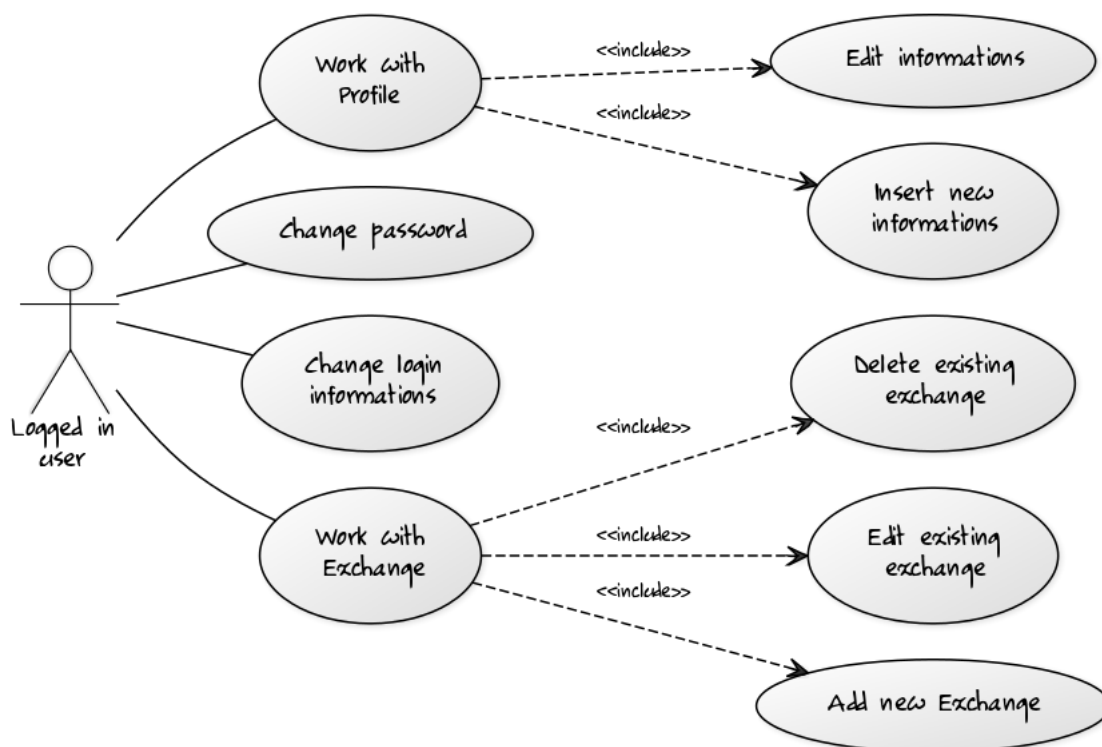 Work with
Profile
<<include>>
Edit informations
<<include>>
Insert new
informations
Change password
Change login
informations
Logged in
user
Work with
Exchange
<<include>>
Delete existing
exchange
<<include>>
Edit existing
exchange
<<include>>
Add new Exchange